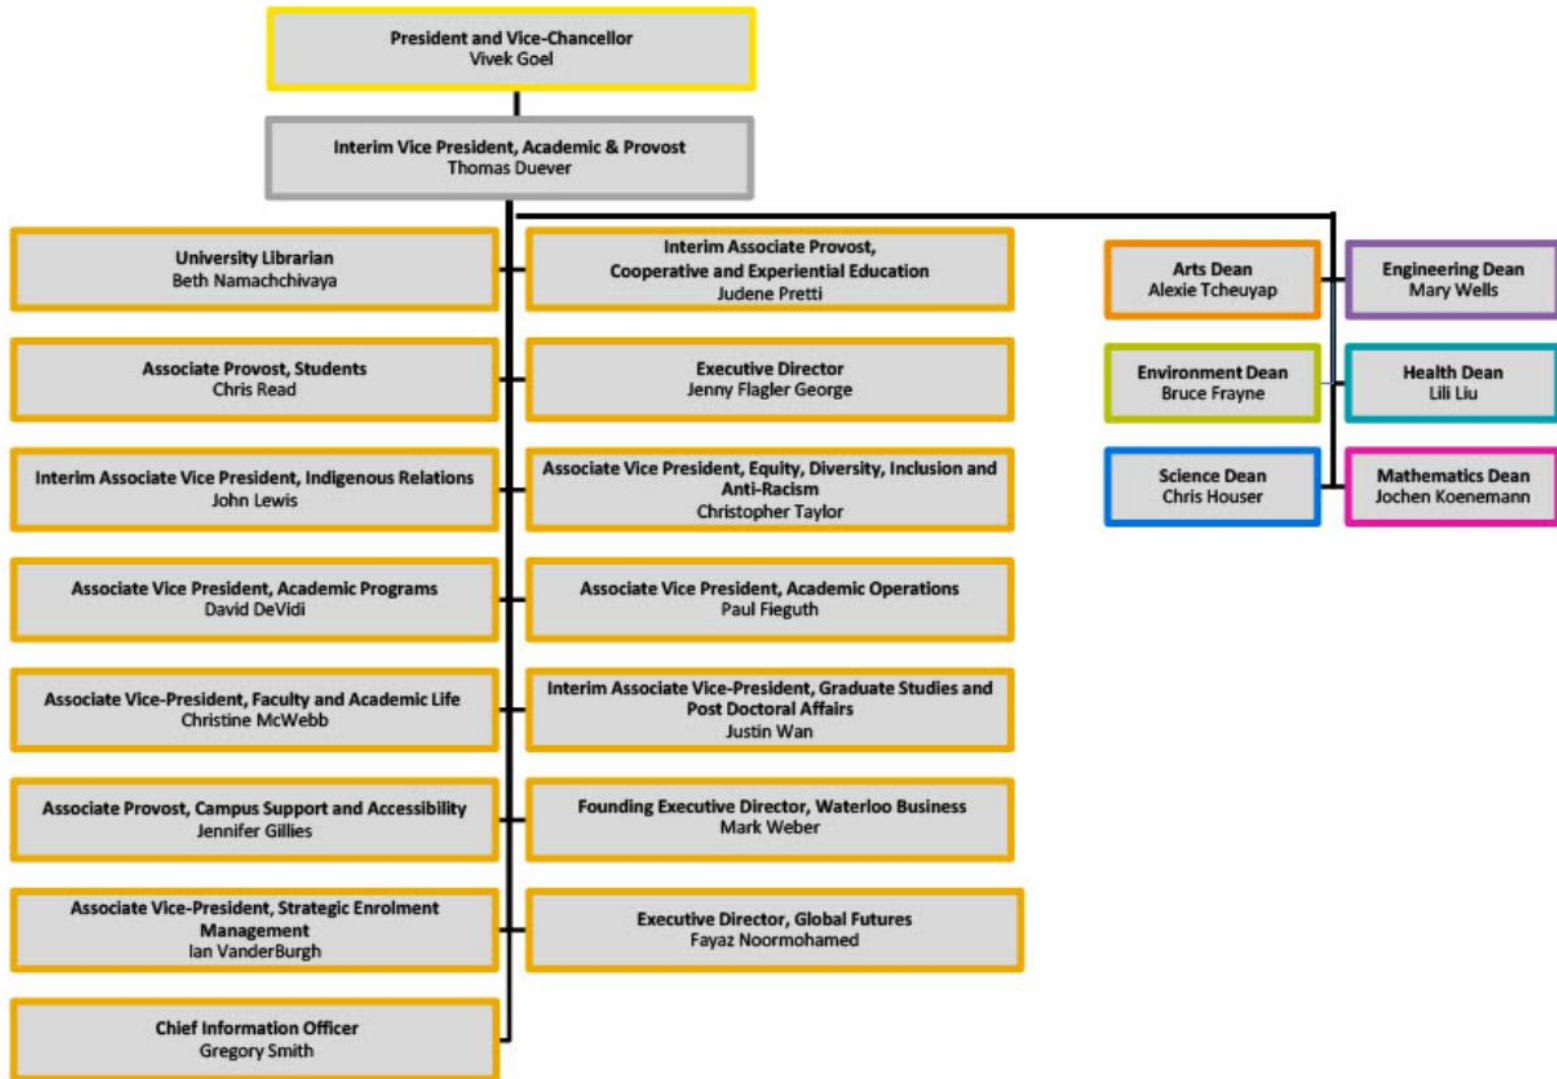 President and Vice-Chancellor
Vivek Goel
Interim Vice President, Academic & Provost
Thomas Duever
University Librarian
Beth Namachchivaya
Interim Associate Provost,
Cooperative and Experiential Education
Judene Pretti
Associate Provost, Students
Chris Read
Executive Director
Jenny Flagler George
Interim Associate Vice President, Indigenous Relations
John Lewis
Associate Vice President, Equity, Diversity, Inclusion and
Anti-Racism
Christopher Taylor
Associate Vice President, Academic Programs
David DeVidi
Associate Vice President, Academic Operations
Paul Fieguth
Associate Vice-President, Faculty and Academic Life
Christine McWebb
Interim Associate Vice-President, Graduate Studies and
Post Doctoral Affairs
Justin Wan
Associate Provost, Campus Support and Accessibility
Jennifer Gillies
Founding Executive Director, Waterloo Business
Mark Weber
Associate Vice-President, Strategic Enrolment
Management
Ian VanderBurgh
Executive Director, Global Futures
Fayaz Noormohamed
Chief Information Officer
Gregory Smith
Arts Dean
Alexie Tcheuyap
Engineering Dean
Mary Wells
Environment Dean
Bruce Frayne
Health Dean
Lili Liu
Science Dean
Chris Houser
Mathematics Dean
Jochen Koenemann